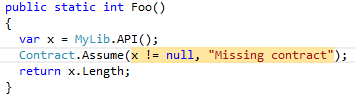 public static int Foo()
{
  var x = MyLib.API();
  Contract.Assume(x != null, "Missing contract");
  return x.Length;
}